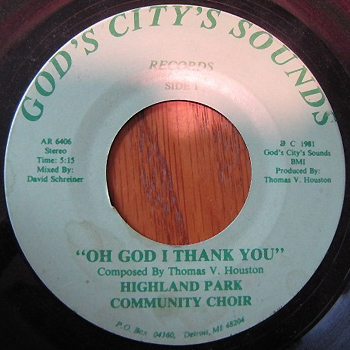 GOD'S CITY'S SOUNDS
RECORDS
SIDE 1
AR 6406
Stereo
Time: 5:15
Mixed By:
David Schreiner
℗ C 1981
God's City's Sounds
BMI
Produced By:
Thomas V. Houston
"OH GOD I THANK YOU"
Composed By Thomas V. Houston
HIGHLAND PARK
COMMUNITY CHOIR
P.O. Box 04360, Detroit, MI 48204